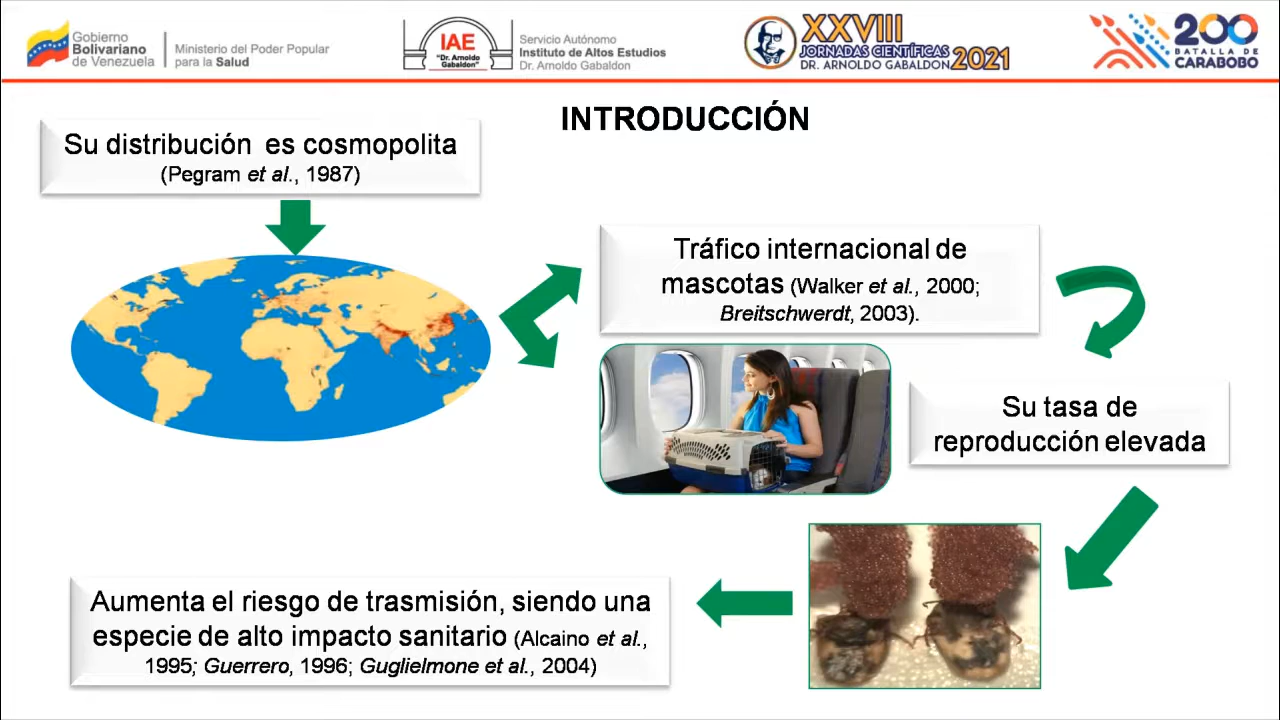 Gobierno
Bolivariano
de Venezuela
Ministerio del Poder Popular
para la Salud
IAE
"Dr. Arnoldo
Gabaldon"
Servicio Autónomo
Instituto de Altos Estudios
Dr. Arnoldo Gabaldon
XXVIII
JORNADAS CIENTÍFICAS
DR. ARNOLDO GABALDON 2021
200
BATALLA DE
CARABOBO
INTRODUCCIÓN
Su distribución es cosmopolita
(Pegram et al., 1987)
Tráfico internacional de
mascotas (Walker et al., 2000;
Breitschwerdt, 2003).
Su tasa de
reproducción elevada
Aumenta el riesgo de trasmisión, siendo una
especie de alto impacto sanitario (Alcaino et al.,
1995; Guerrero, 1996; Guglielmone et al., 2004)